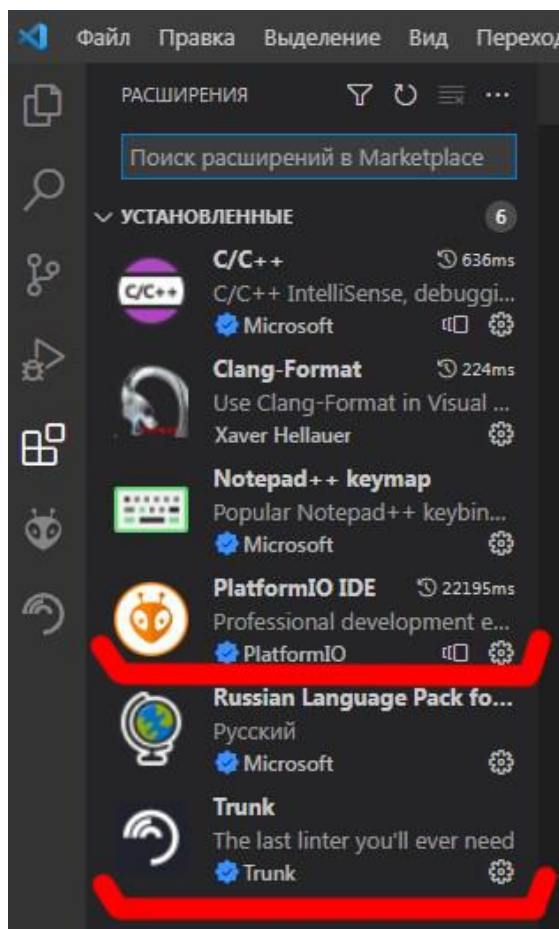 Файл Правка Выделение Вид Переход
РАСШИРЕНИЯ
Поиск расширений в Marketplace
УСТАНОВЛЕННЫЕ 6
C/C++ 636ms
C/C++
C/C++ IntelliSense, debuggi...
Microsoft
Clang-Format 224ms
Use Clang-Format in Visual ...
Xaver Hellauer
Notepad++ keymap
Popular Notepad++ keybin...
Microsoft
PlatformIO IDE 22195ms
Professional development e...
PlatformIO
Russian Language Pack fo...
Русский
Microsoft
Trunk
The last linter you'll ever need
Trunk